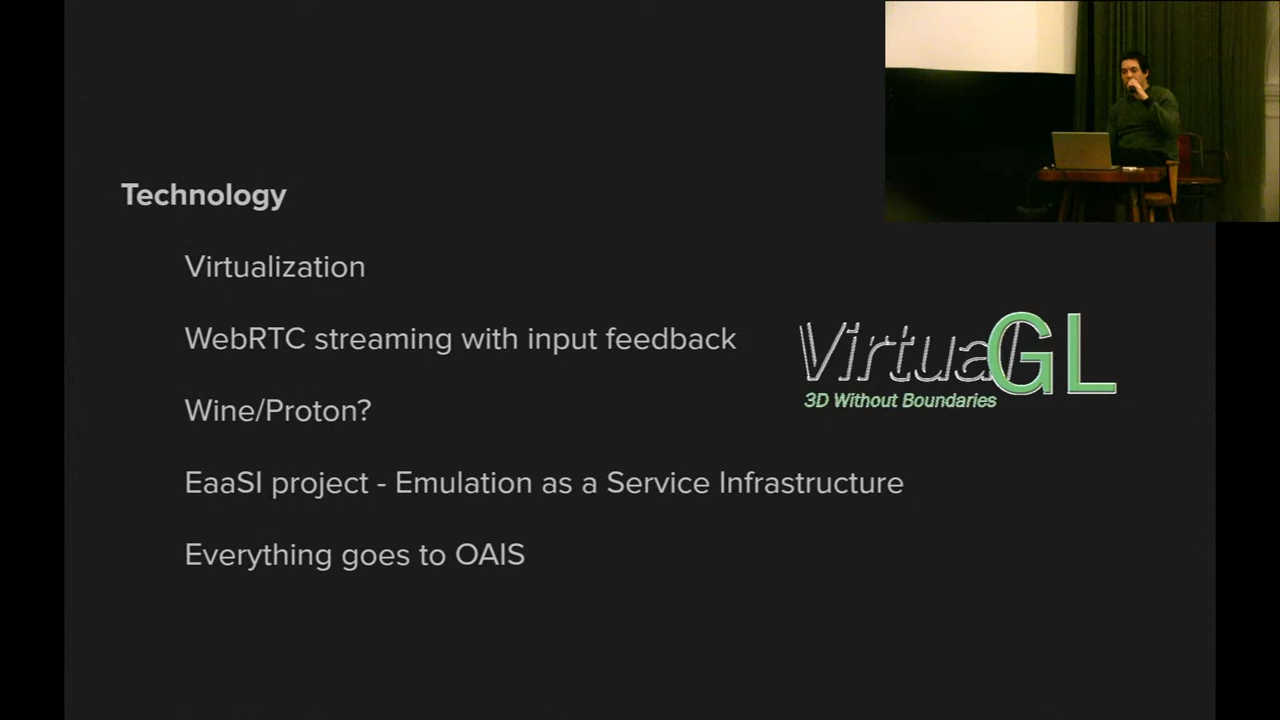 Technology
Virtualization
WebRTC streaming with input feedback
VirtualGL
3D Without Boundaries
Wine/Proton?
EaaSI project - Emulation as a Service Infrastructure
Everything goes to OAIS